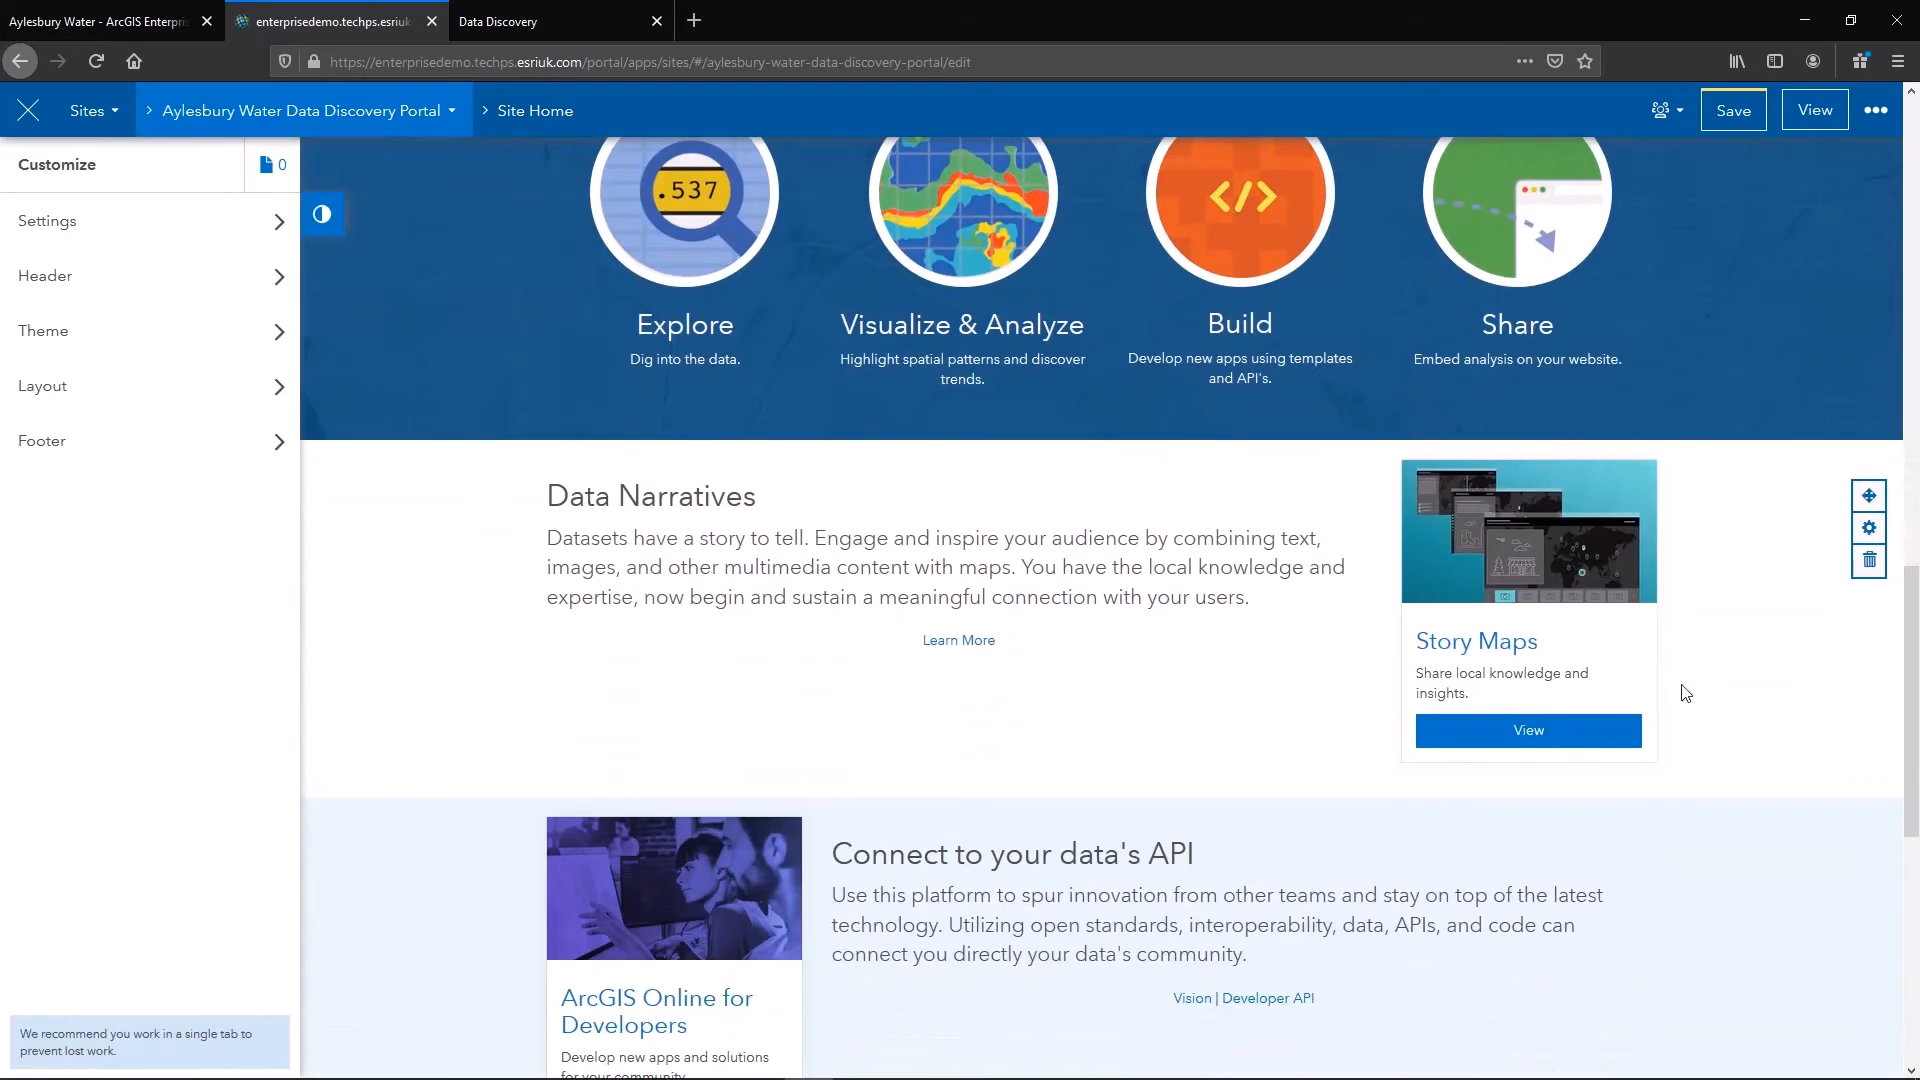 Aylesbury Water - ArcGIS Enterpris
enterprisedemo.techps.esriuk.
Data Discovery
https://enterprisedemo.techps.esriuk.com/portal/apps/sites/#/aylesbury-water-data-discovery-portal/edit
Sites
Aylesbury Water Data Discovery Portal
Site Home
Save
View
Customize
0
Settings
Header
Theme
Layout
Footer
We recommend you work in a single tab to
prevent lost work.
.537
</>
Explore
Dig into the data.
Visualize & Analyze
Highlight spatial patterns and discover
trends.
Build
Develop new apps using templates
and API's.
Share
Embed analysis on your website.
Data Narratives
Datasets have a story to tell. Engage and inspire your audience by combining text,
images, and other multimedia content with maps. You have the local knowledge and
expertise, now begin and sustain a meaningful connection with your users.
Learn More
Story Maps
Share local knowledge and
insights.
View
ArcGIS Online for
Developers
Develop new apps and solutions
for your community
Connect to your data's API
Use this platform to spur innovation from other teams and stay on top of the latest
technology. Utilizing open standards, interoperability, data, APIs, and code can
connect you directly your data's community.
Vision | Developer API